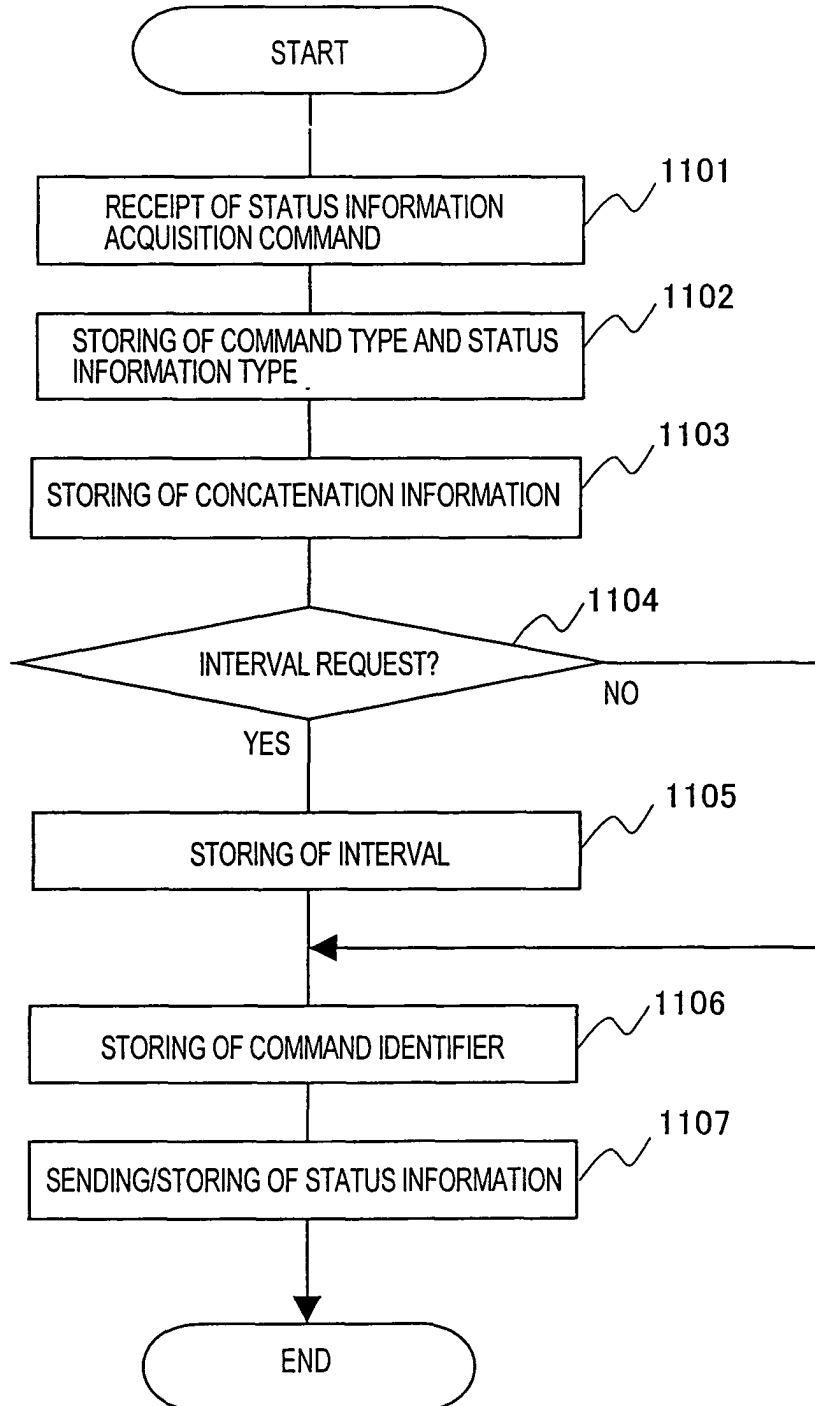 START
1101
RECEIPT OF STATUS INFORMATION
ACQUISITION COMMAND
1102
STORING OF COMMAND TYPE AND STATUS
INFORMATION TYPE
1103
STORING OF CONCATENATION INFORMATION
1104
INTERVAL REQUEST?
NO
YES
1105
STORING OF INTERVAL
1106
STORING OF COMMAND IDENTIFIER
1107
SENDING/STORING OF STATUS INFORMATION
END